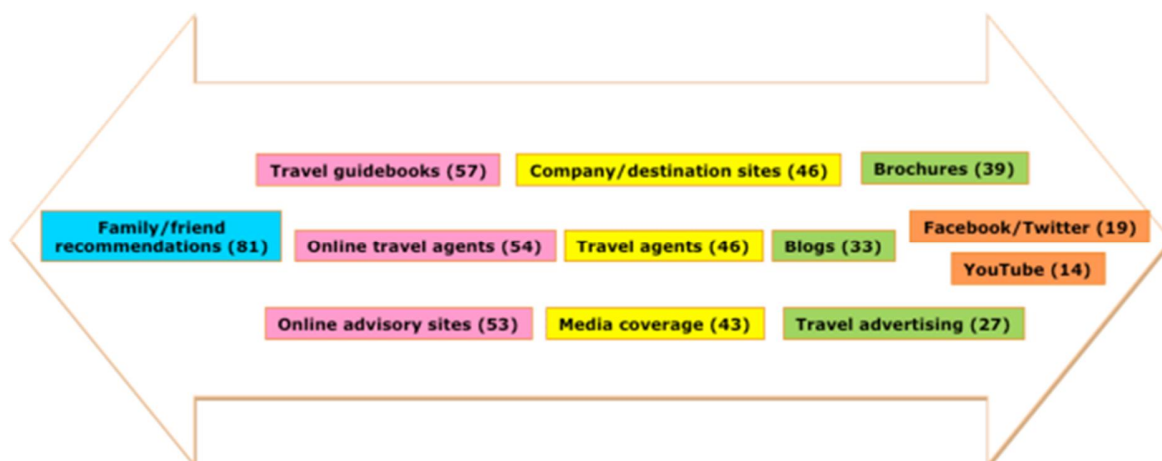 Travel guidebooks (57)
Company/destination sites (46)
Brochures (39)
Family/friend
recommendations (81)
Online travel agents (54)
Travel agents (46)
Blogs (33)
Facebook/Twitter (19)
YouTube (14)
Online advisory sites (53)
Media coverage (43)
Travel advertising (27)